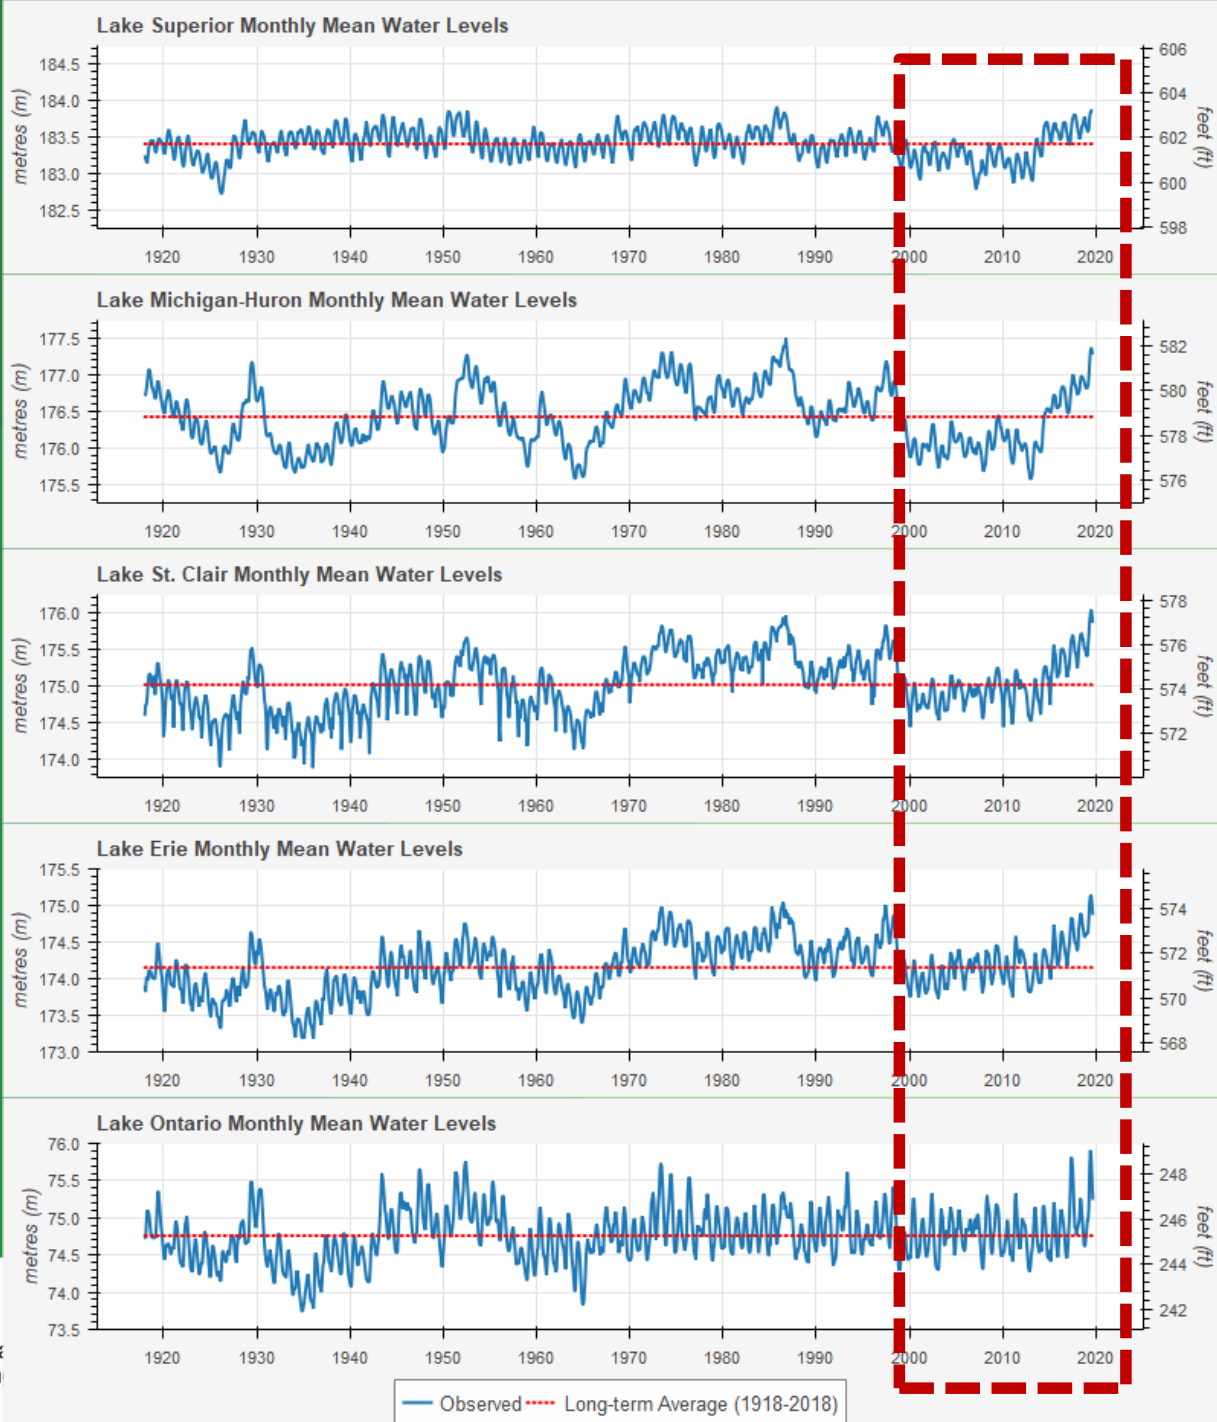 Lake Superior Monthly Mean Water Levels
metres (m)
184.5
184.0
183.5
183.0
182.5
606
604
602
600
598
feet (ft)
1920 1930 1940 1950 1960 1970 1980 1990 2000 2010 2020
Lake Michigan-Huron Monthly Mean Water Levels
metres (m)
177.5
177.0
176.5
176.0
175.5
582
580
578
576
feet (ft)
1920 1930 1940 1950 1960 1970 1980 1990 2000 2010 2020
Lake St. Clair Monthly Mean Water Levels
metres (m)
176.0
175.5
175.0
174.5
174.0
578
576
574
572
feet (ft)
1920 1930 1940 1950 1960 1970 1980 1990 2000 2010 2020
Lake Erie Monthly Mean Water Levels
metres (m)
175.5
175.0
174.5
174.0
173.5
173.0
574
572
570
568
feet (ft)
1920 1930 1940 1950 1960 1970 1980 1990 2000 2010 2020
Lake Ontario Monthly Mean Water Levels
metres (m)
76.0
75.5
75.0
74.5
74.0
73.5
248
246
244
242
feet (ft)
1920 1930 1940 1950 1960 1970 1980 1990 2000 2010 2020
Observed Long-term Average (1918-2018)